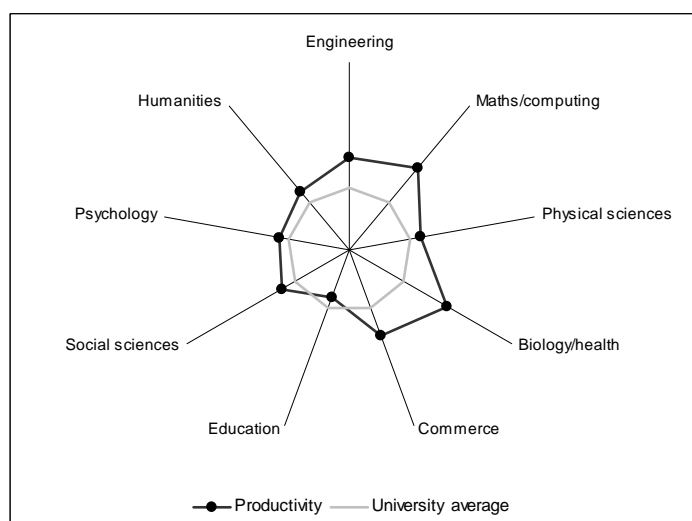 Engineering
Humanities
Maths/computing
Psychology
Physical sciences
Social sciences
Biology/health
Education
Commerce
Productivity
University average